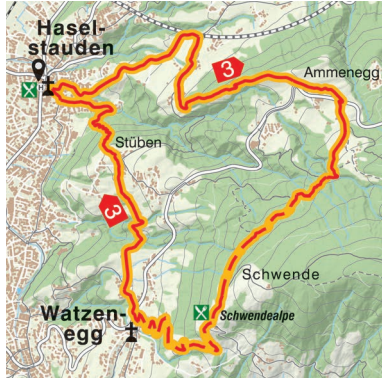 Hasel-
stauden
3
Ammenegg
Stüben
3
Schwende
Watzen-
egg
Schwendealpe